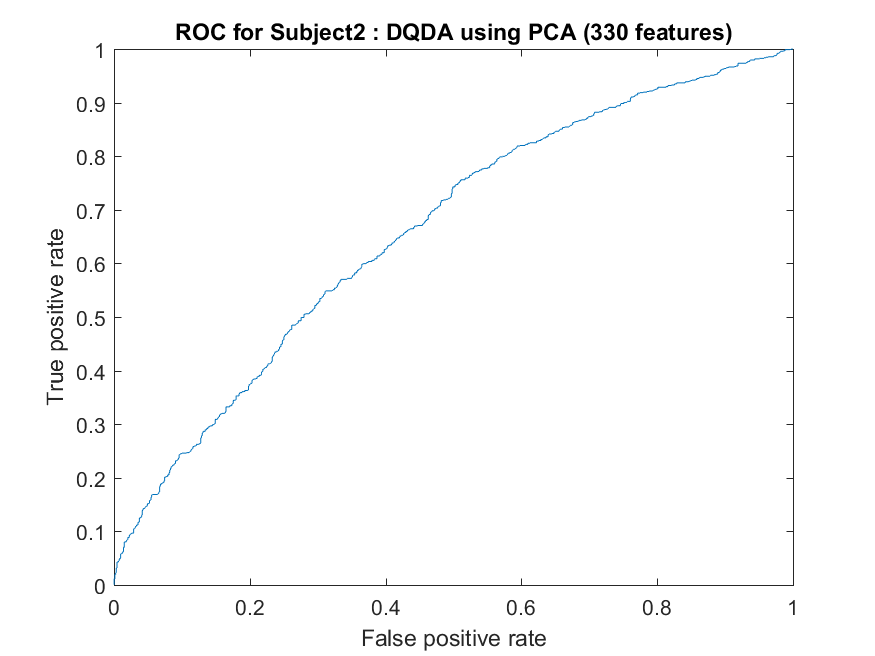 ROC for Subject2 : DQDA using PCA (330 features)
1
0.9
0.8
0.7
0.6
0.5
0.4
0.3
0.2
0.1
0
True positive rate
0 0.2 0.4 0.6 0.8 1
False positive rate